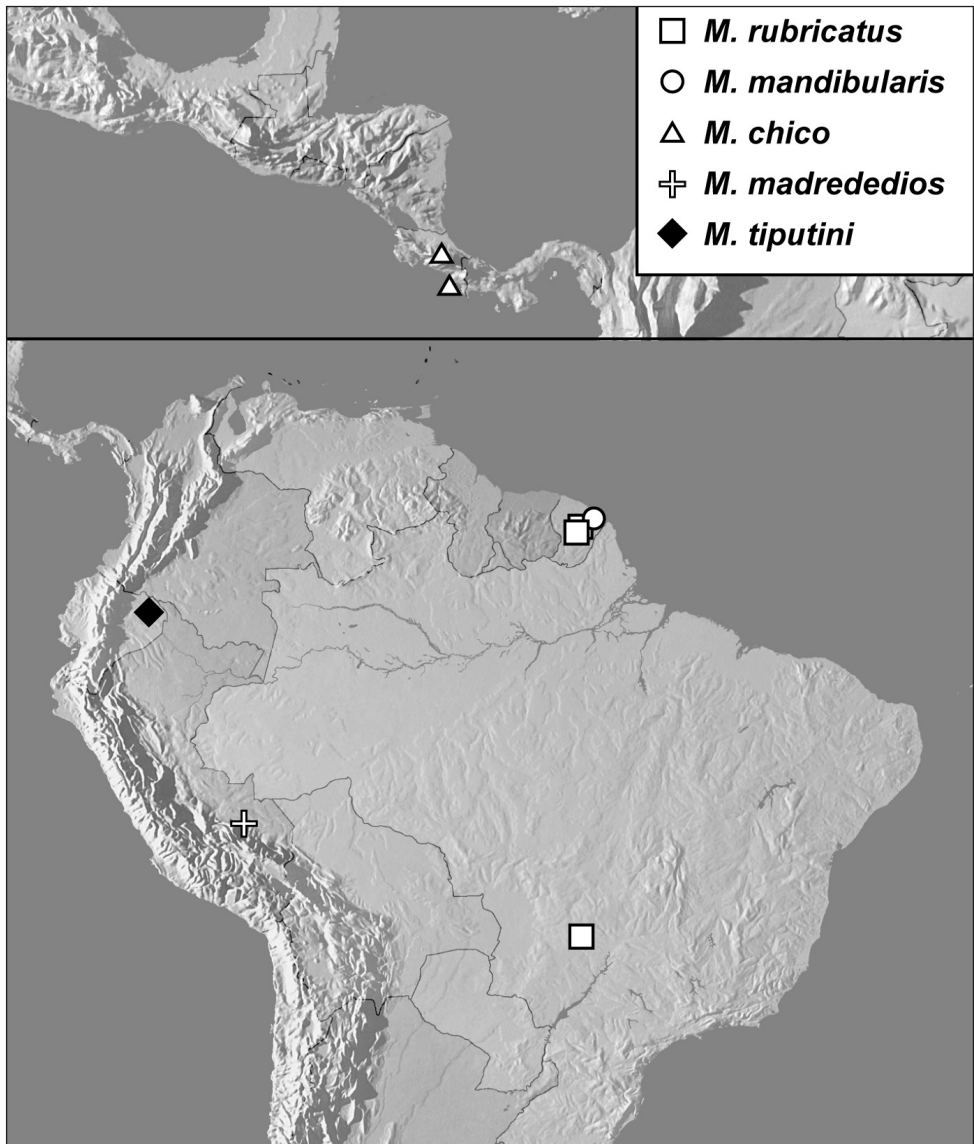 M. rubricatus
M. mandibularis
M. chico
M. madrededios
M. tiputini